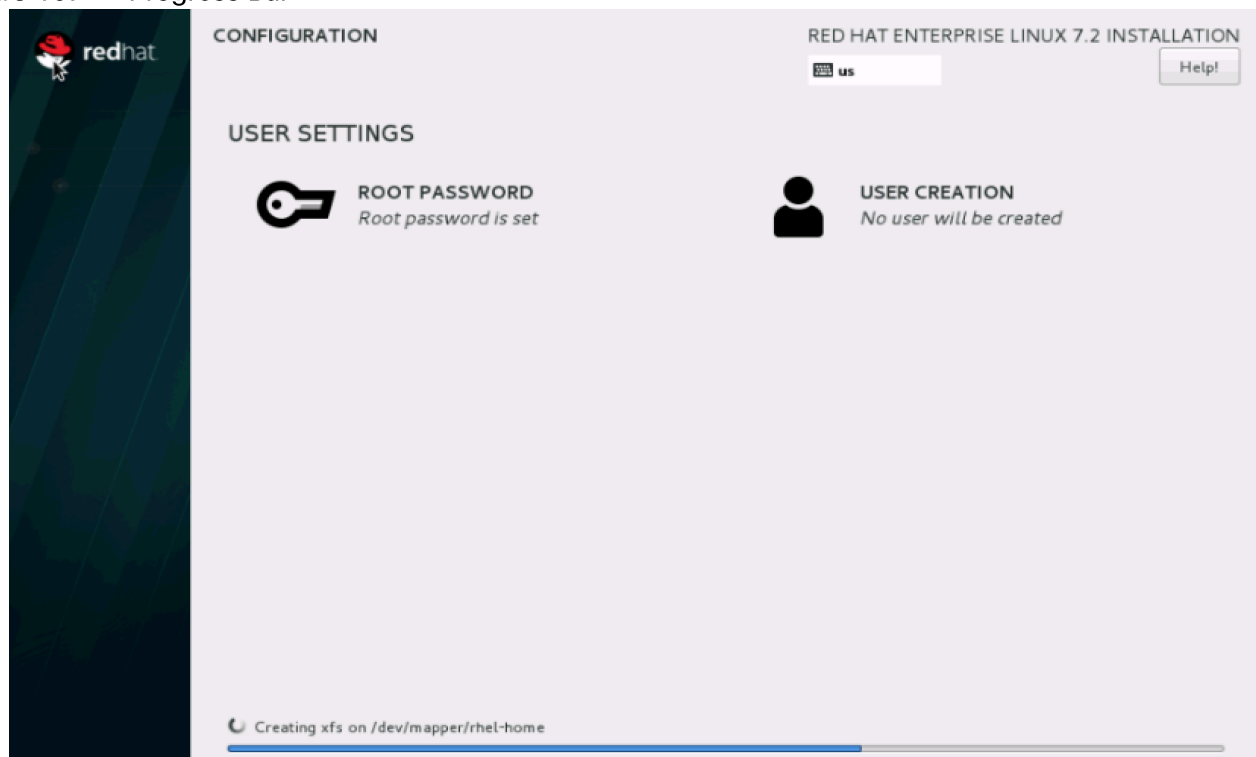 redhat
CONFIGURATION
RED HAT ENTERPRISE LINUX 7.2 INSTALLATION
us
Help!
USER SETTINGS
ROOT PASSWORD
Root password is set
USER CREATION
No user will be created
Creating xfs on /dev/mapper/rhel-home